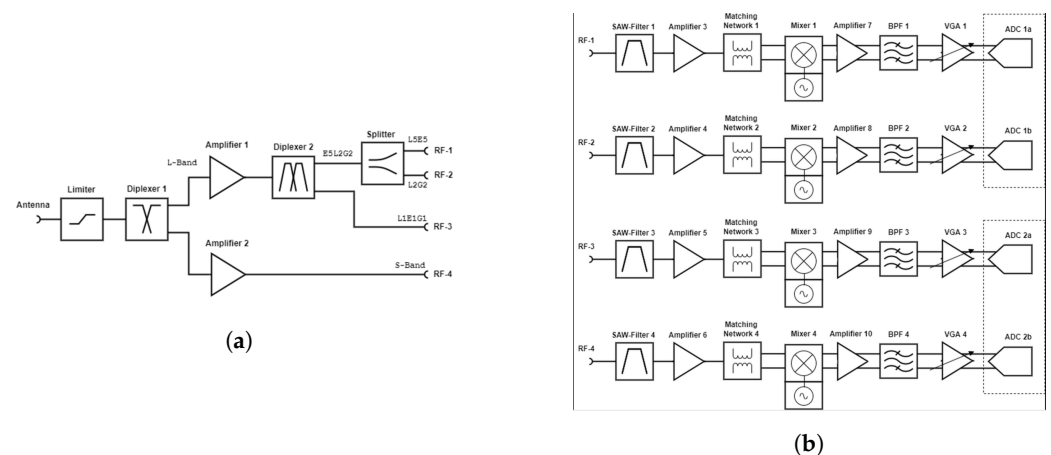 Antenna
Limiter
Diplexer 1
L-Band
Amplifier 1
Diplexer 2
E5L2G2
Splitter
L5E5
RF-1
RF-2
L2G2
L1E1G1
RF-3
Amplifier 2
S-Band
RF-4
(a)
RF-1
SAW-Filter 1
Amplifier 3
Matching
Network 1
Mixer 1
Amplifier 7
BPF 1
VGA 1
ADC 1a
RF-2
SAW-Filter 2
Amplifier 4
Matching
Network 2
Mixer 2
Amplifier 8
BPF 2
VGA 2
ADC 1b
RF-3
SAW-Filter 3
Amplifier 5
Matching
Network 3
Mixer 3
Amplifier 9
BPF 3
VGA 3
ADC 2a
RF-4
SAW-Filter 4
Amplifier 6
Matching
Network 4
Mixer 4
Amplifier 10
BPF 4
VGA 4
ADC 2b
(b)